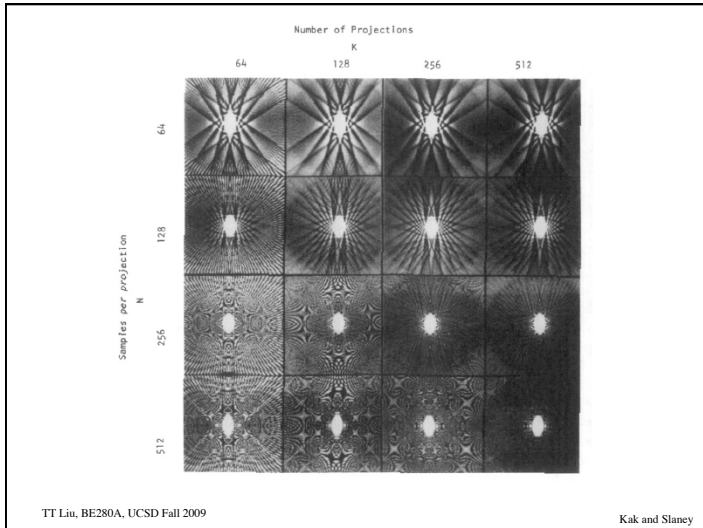 Number of Projections
K
64 128 256 512
Samples per projection
N
64
128
256
512
TT Liu, BE280A, UCSD Fall 2009
Kak and Slaney